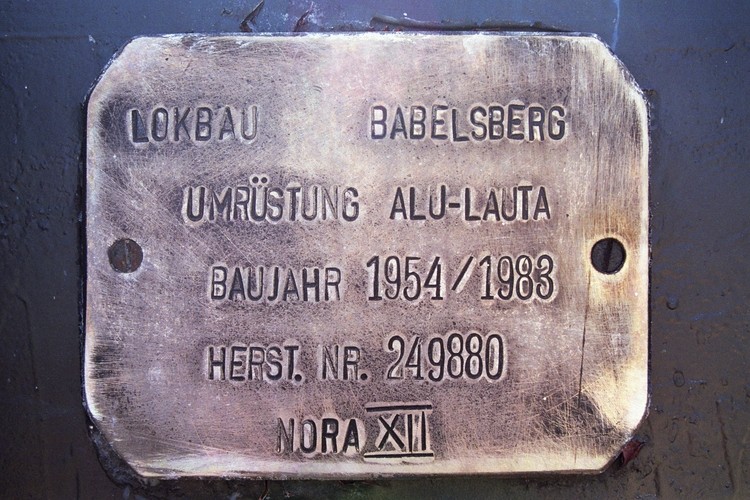 LOKBAU BABELSBERG
UMRÜSTUNG ALU-LAUTA
BAUJAHR 1954/1983
HERST. NR. 249880
NORA XII